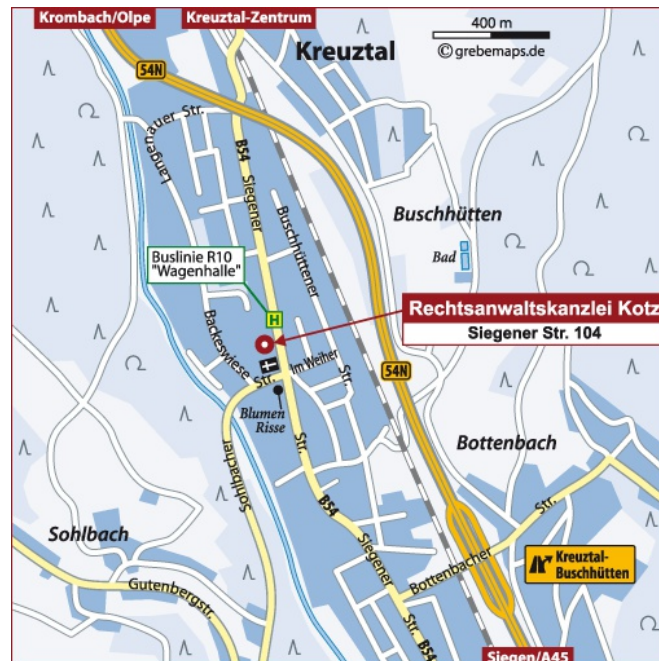 Krombach/Olpe
Kreuztal-Zentrum
400 m
Kreuztal
© grebemaps.de
54N
Langenauer Str.
B54
Siegener
Buschhüttener
Buschhütten
Bad
Buslinie R10
"Wagenhalle"
H
Rechtsanwaltskanzlei Kotz
Siegener Str. 104
Backeswiese
Str.
Im Weiher
Str.
54N
Blumen
Risse
Sohlbacher
Str.
B54
Bottenbach
Siegener
Str.
Sohlbach
Bottenbacher
Str.
Kreuztal-
Buschhütten
Gutenbergstr.
B54
Siegen/A45